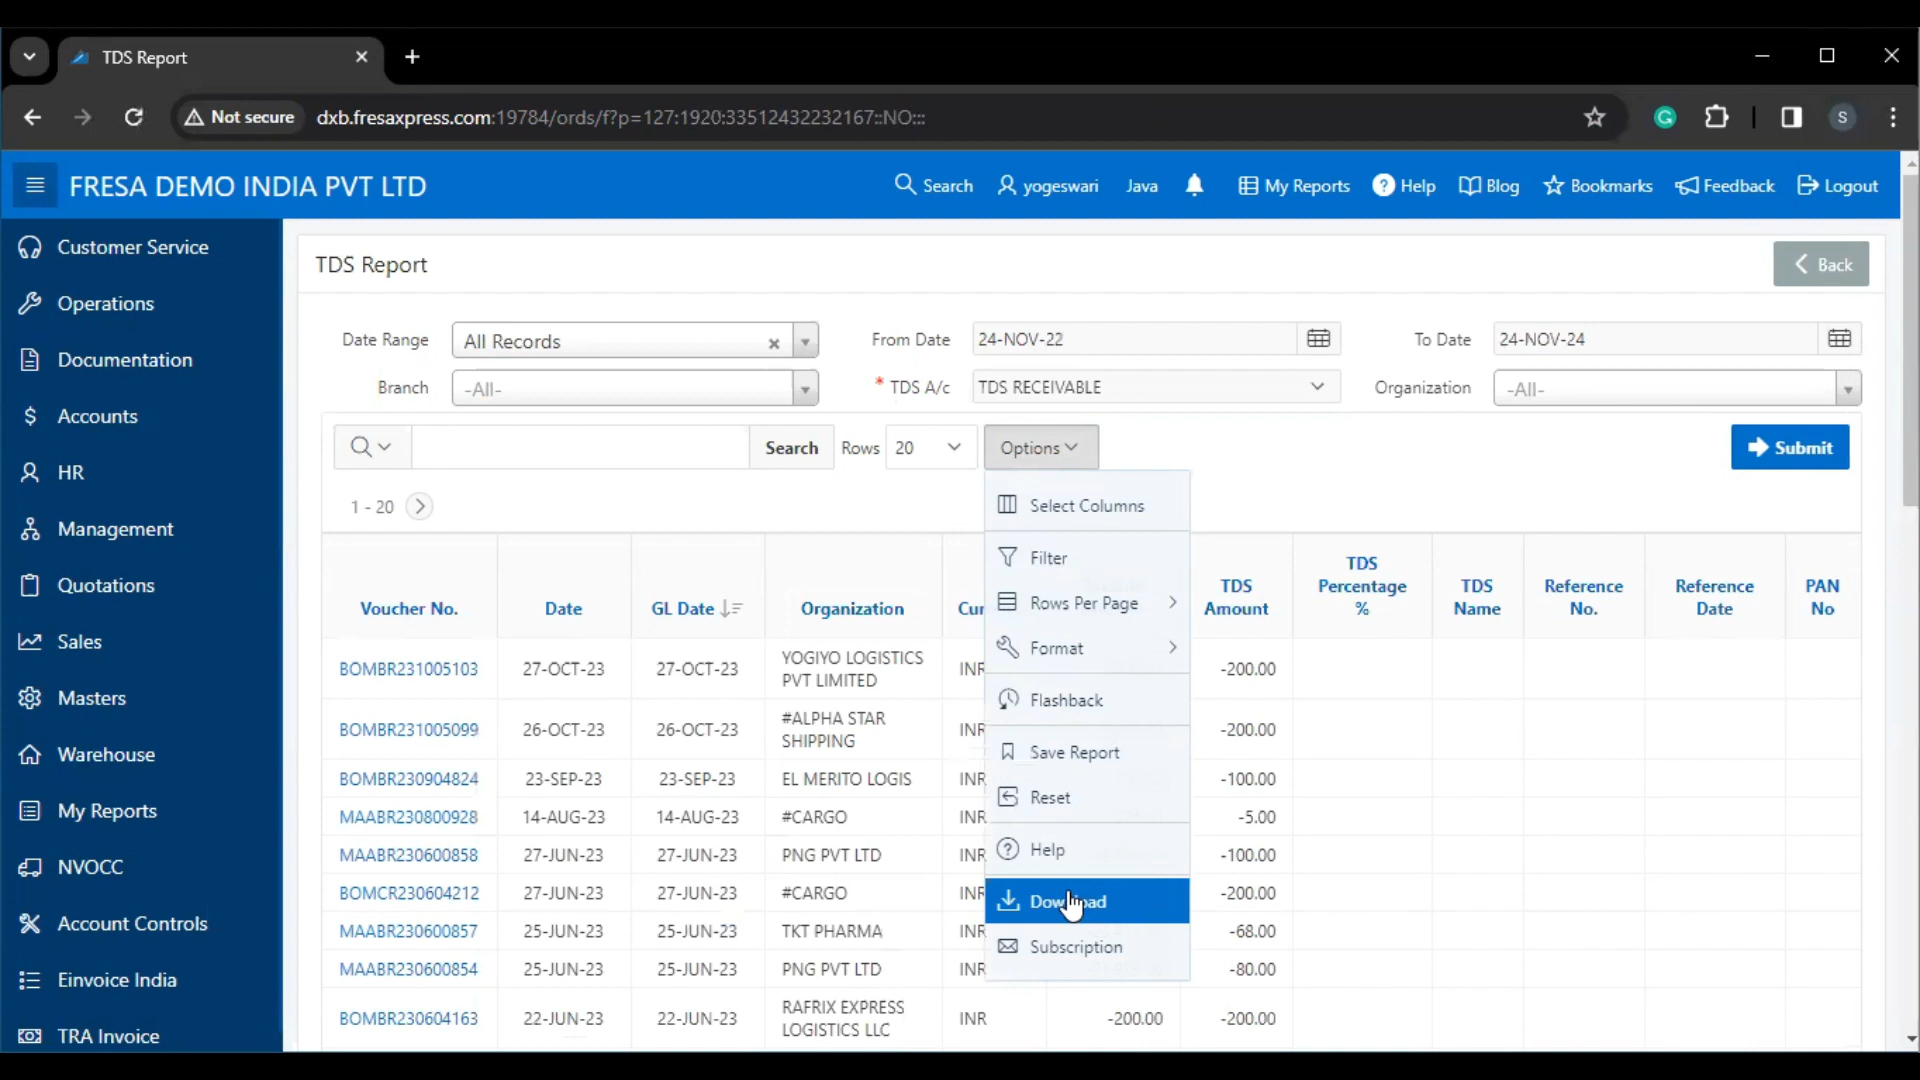 TDS Report
Not secure dxb.fresaxpress.com:19784/ords/f?p=127:1920:33512432232167::NO:::
G
S
FRESA DEMO INDIA PVT LTD
Search yogeswari Java My Reports Help Blog Bookmarks Feedback Logout
Customer Service
Operations
Documentation
Accounts
HR
Management
Quotations
Sales
Masters
Warehouse
My Reports
NVOCC
Account Controls
Einvoice India
TRA Invoice
TDS Report
Back
Date Range All Records From Date 24-NOV-22 To Date 24-NOV-24
Branch -All- * TDS A/c TDS RECEIVABLE Organization -All-
Search Rows 20 Options Submit
1 - 20
Select Columns
Filter
Rows Per Page
Format
Flashback
Save Report
Reset
Help
Download
Subscription
Voucher No. Date GL Date Organization Cur TDS Amount TDS Percentage % TDS Name Reference No. Reference Date PAN No
BOMBR231005103 27-OCT-23 27-OCT-23 YOGIYO LOGISTICS PVT LIMITED INR -200.00
BOMBR231005099 26-OCT-23 26-OCT-23 #ALPHA STAR SHIPPING INR -200.00
BOMBR230904824 23-SEP-23 23-SEP-23 EL MERITO LOGIS INR -100.00
MAABR230800928 14-AUG-23 14-AUG-23 #CARGO INR -5.00
MAABR230600858 27-JUN-23 27-JUN-23 PNG PVT LTD INR -100.00
BOMCR230604212 27-JUN-23 27-JUN-23 #CARGO INR -200.00
MAABR230600857 25-JUN-23 25-JUN-23 TKT PHARMA INR -68.00
MAABR230600854 25-JUN-23 25-JUN-23 PNG PVT LTD INR -80.00
BOMBR230604163 22-JUN-23 22-JUN-23 RAFRIX EXPRESS LOGISTICS LLC INR -200.00 -200.00